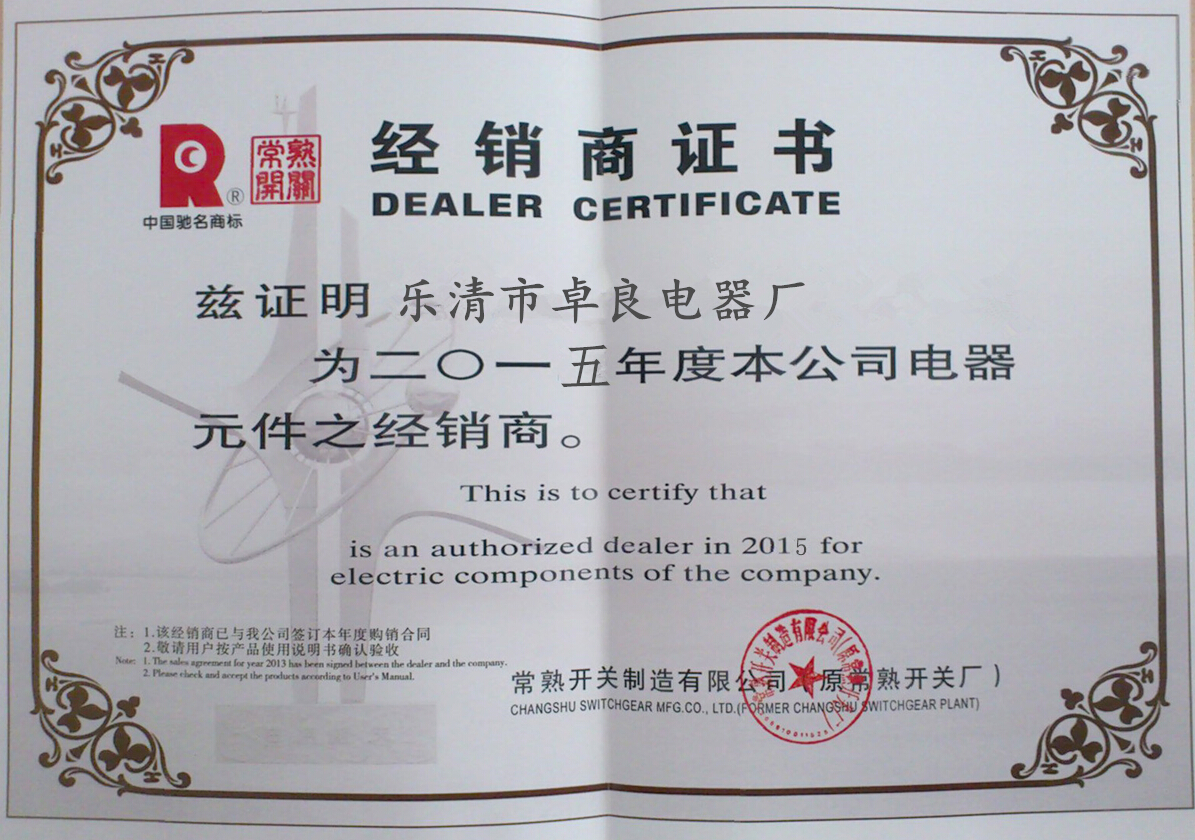 经销商证书
DEALER CERTIFICATE
R®
常熟
開關
中国驰名商标
兹证明 乐清市卓良电器厂
为二〇一五年度本公司电器
元件之经销商。
This is to certify that
is an authorized dealer in 2015 for
electric components of the company.
注：1.该经销商已与我公司签订本年度购销合同
2.敬请用户按产品使用说明书确认验收
Note: 1. The sales agreement for year 2013 has been signed between the dealer and the company.
2. Please check and accept the products according to User's Manual.
常熟开关制造有限公司（原常熟开关厂）
CHANGSHU SWITCHGEAR MFG.CO., LTD.(FORMER CHANGSHU SWITCHGEAR PLANT)